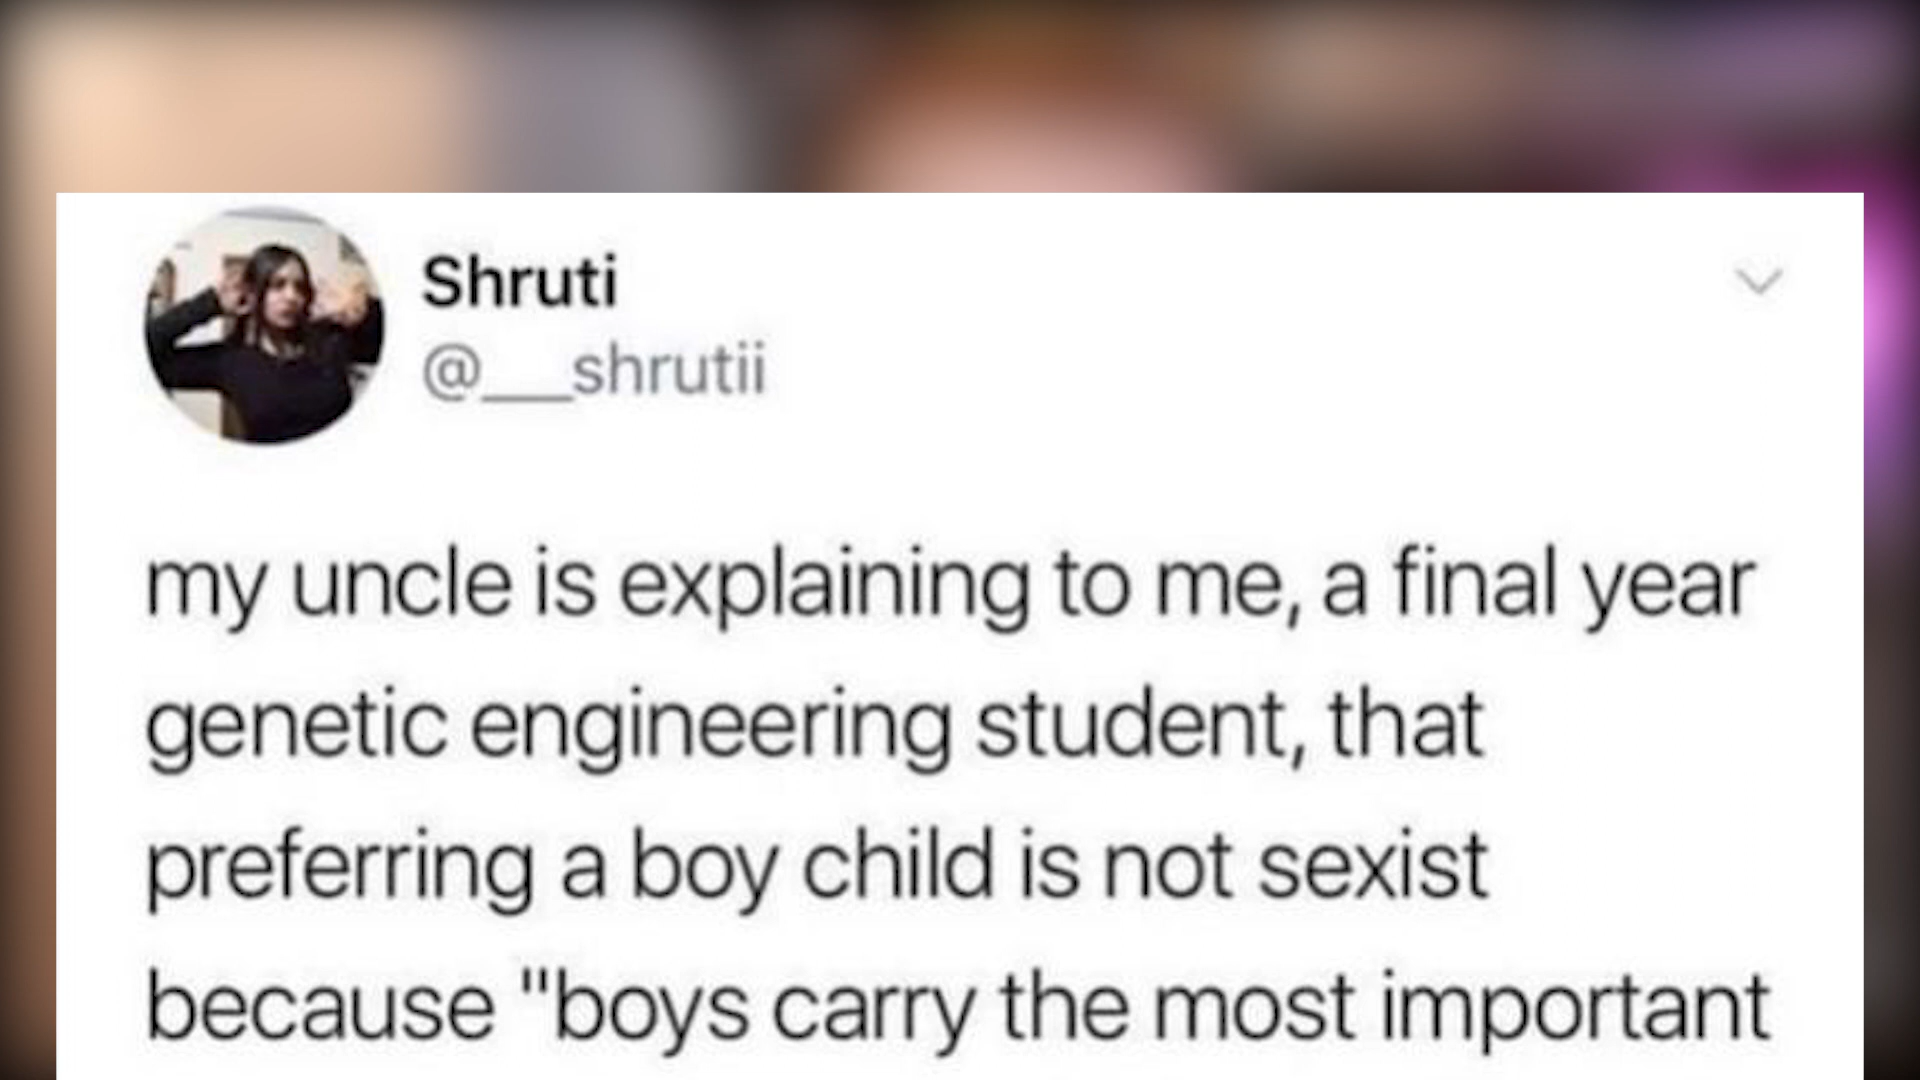 Shruti
@___shrutii
my uncle is explaining to me, a final year
genetic engineering student, that
preferring a boy child is not sexist
because "boys carry the most important